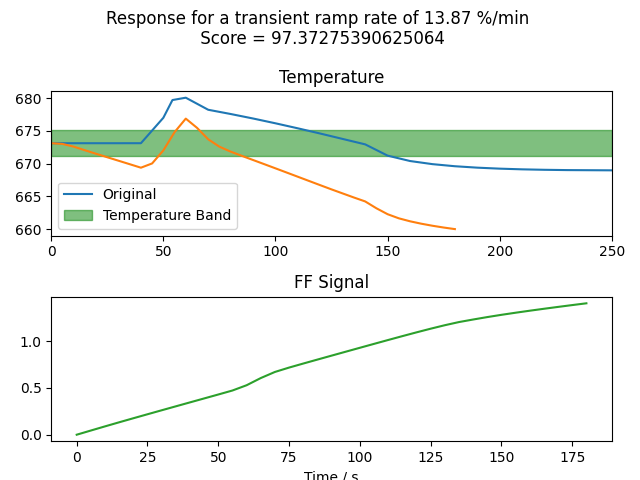 Response for a transient ramp rate of 13.87 %/min
Score = 97.37275390625064
Temperature
680
675
670
665
660
Original
Temperature Band
0 50 100 150 200 250
FF Signal
1.0
0.5
0.0
0 25 50 75 100 125 150 175
Time / s